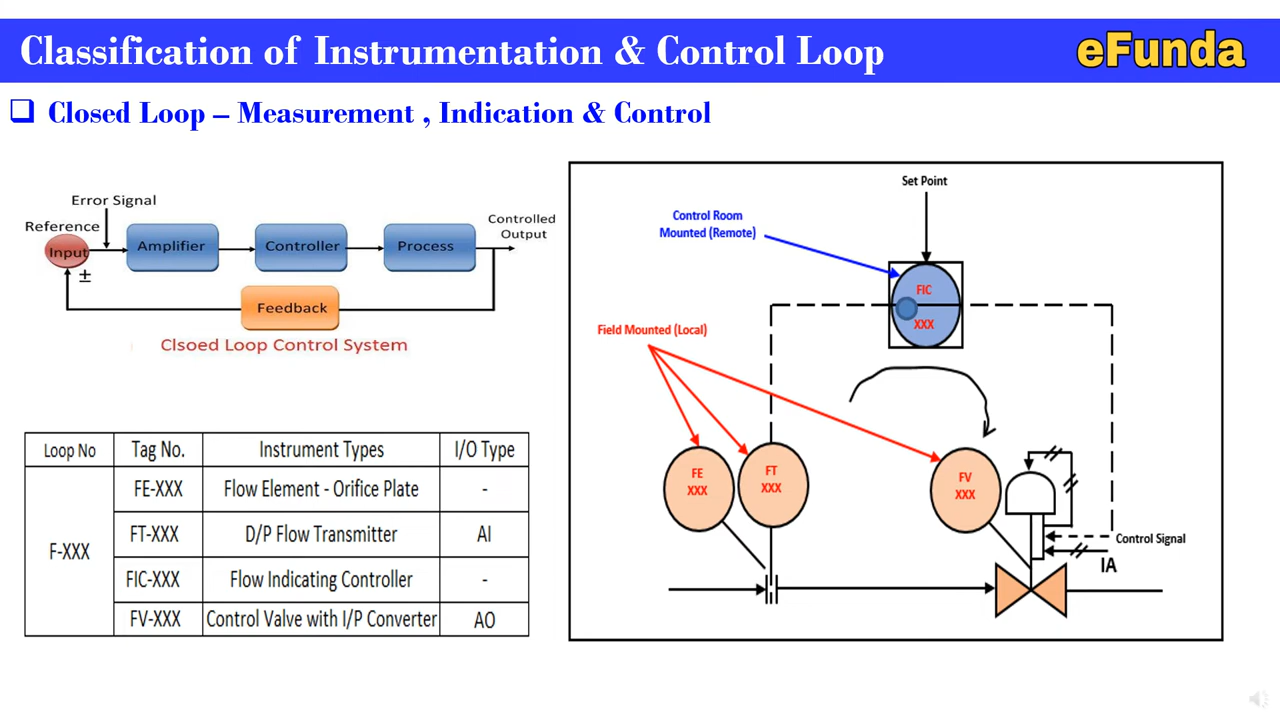 Classification of Instrumentation & Control Loop
eFunda
Closed Loop – Measurement , Indication & Control
Error Signal
Reference
Input
±
Amplifier
Controller
Process
Controlled
Output
Feedback
Clsoed Loop Control System
Loop No
Tag No.
Instrument Types
I/O Type
F-XXX
FE-XXX
Flow Element - Orifice Plate
-
FT-XXX
D/P Flow Transmitter
AI
FIC-XXX
Flow Indicating Controller
-
FV-XXX
Control Valve with I/P Converter
AO
Set Point
Control Room
Mounted (Remote)
FIC
XXX
Field Mounted (Local)
FE
XXX
FT
XXX
FV
XXX
Control Signal
IA